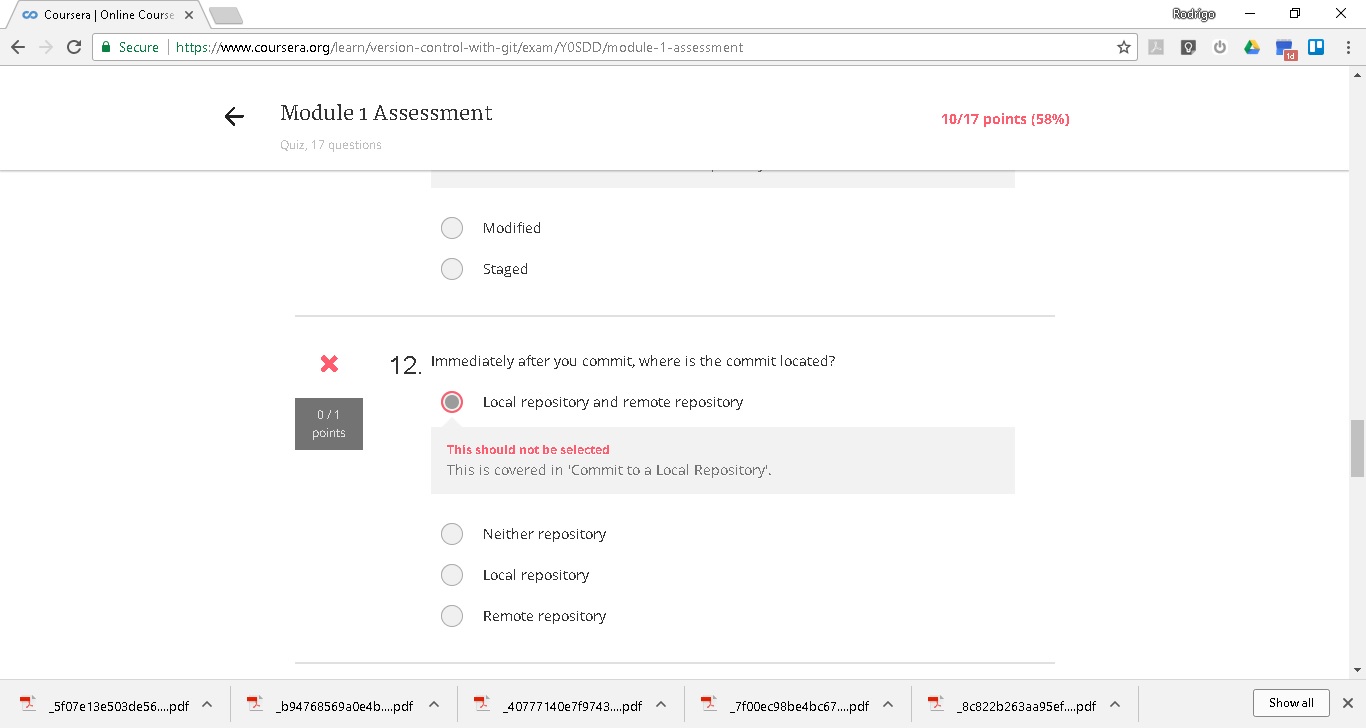 Coursera | Online Course
Rodrigo
Secure
https://www.coursera.org/learn/version-control-with-git/exam/Y0SDD/module-1-assessment
1d
Module 1 Assessment
10/17 points (58%)
Quiz, 17 questions
Modified
Staged
12. Immediately after you commit, where is the commit located?
Local repository and remote repository
0 / 1
points
This should not be selected
This is covered in 'Commit to a Local Repository'.
Neither repository
Local repository
Remote repository
_5f07e13e503de56....pdf
_b94768569a0e4b....pdf
_40777140e7f9743....pdf
_7f00ec98be4bc67....pdf
_8c822b263aa95ef....pdf
Show all